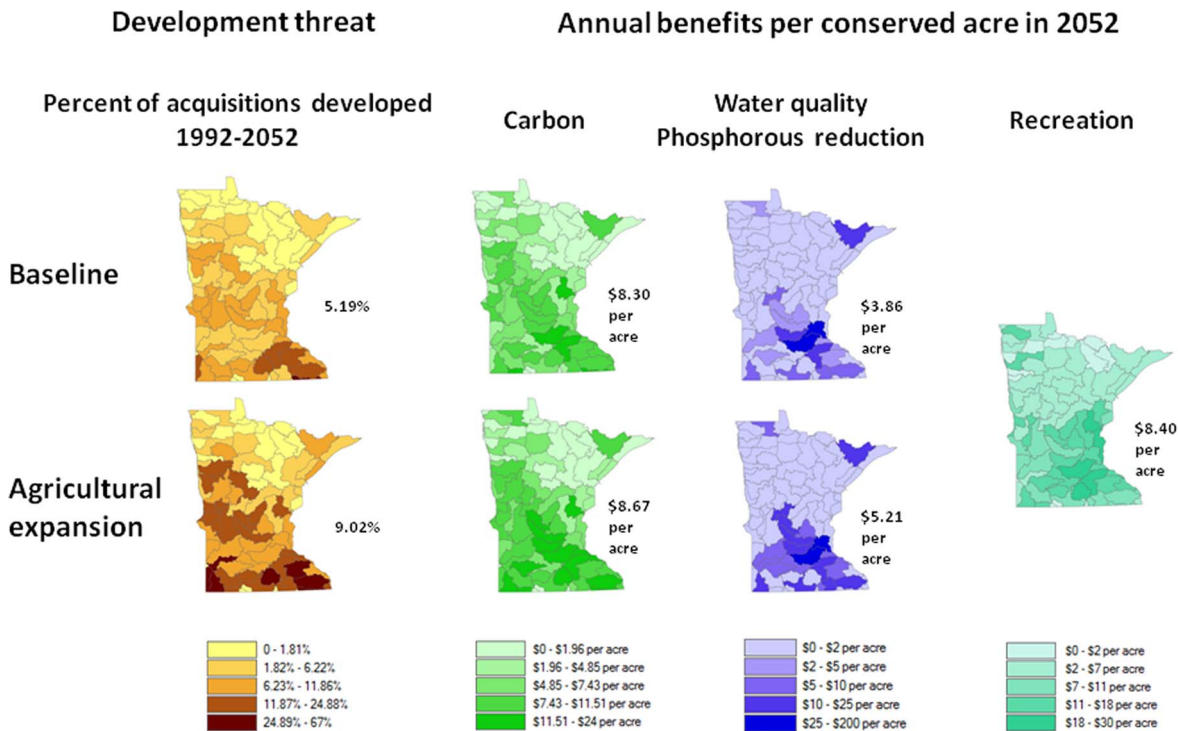 Development threat
Annual benefits per conserved acre in 2052
Percent of acquisitions developed
1992-2052
Carbon
Water quality
Phosphorous reduction
Recreation
Baseline
5.19%
$8.30
per
acre
$3.86
per
acre
Agricultural
expansion
9.02%
$8.67
per
acre
$5.21
per
acre
$8.40
per
acre
0 - 1.81%
1.82% - 6.22%
6.23% - 11.86%
11.87% - 24.88%
24.89% - 67%
$0 - $1.96 per acre
$1.96 - $4.85 per acre
$4.85 - $7.43 per acre
$7.43 - $11.51 per acre
$11.51 - $24 per acre
$0 - $2 per acre
$2 - $5 per acre
$5 - $10 per acre
$10 - $25 per acre
$25 - $200 per acre
$0 - $2 per acre
$2 - $7 per acre
$7 - $11 per acre
$11 - $18 per acre
$18 - $30 per acre